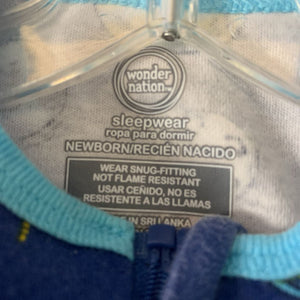 wonder
nation
sleepwear
ropa para dormir
NEWBORN/RECIÉN NACIDO
WEAR SNUG-FITTING
NOT FLAME RESISTANT
USAR CEÑIDO, NO ES
RESISTENTE A LAS LLAMAS
IN SRI LANKA